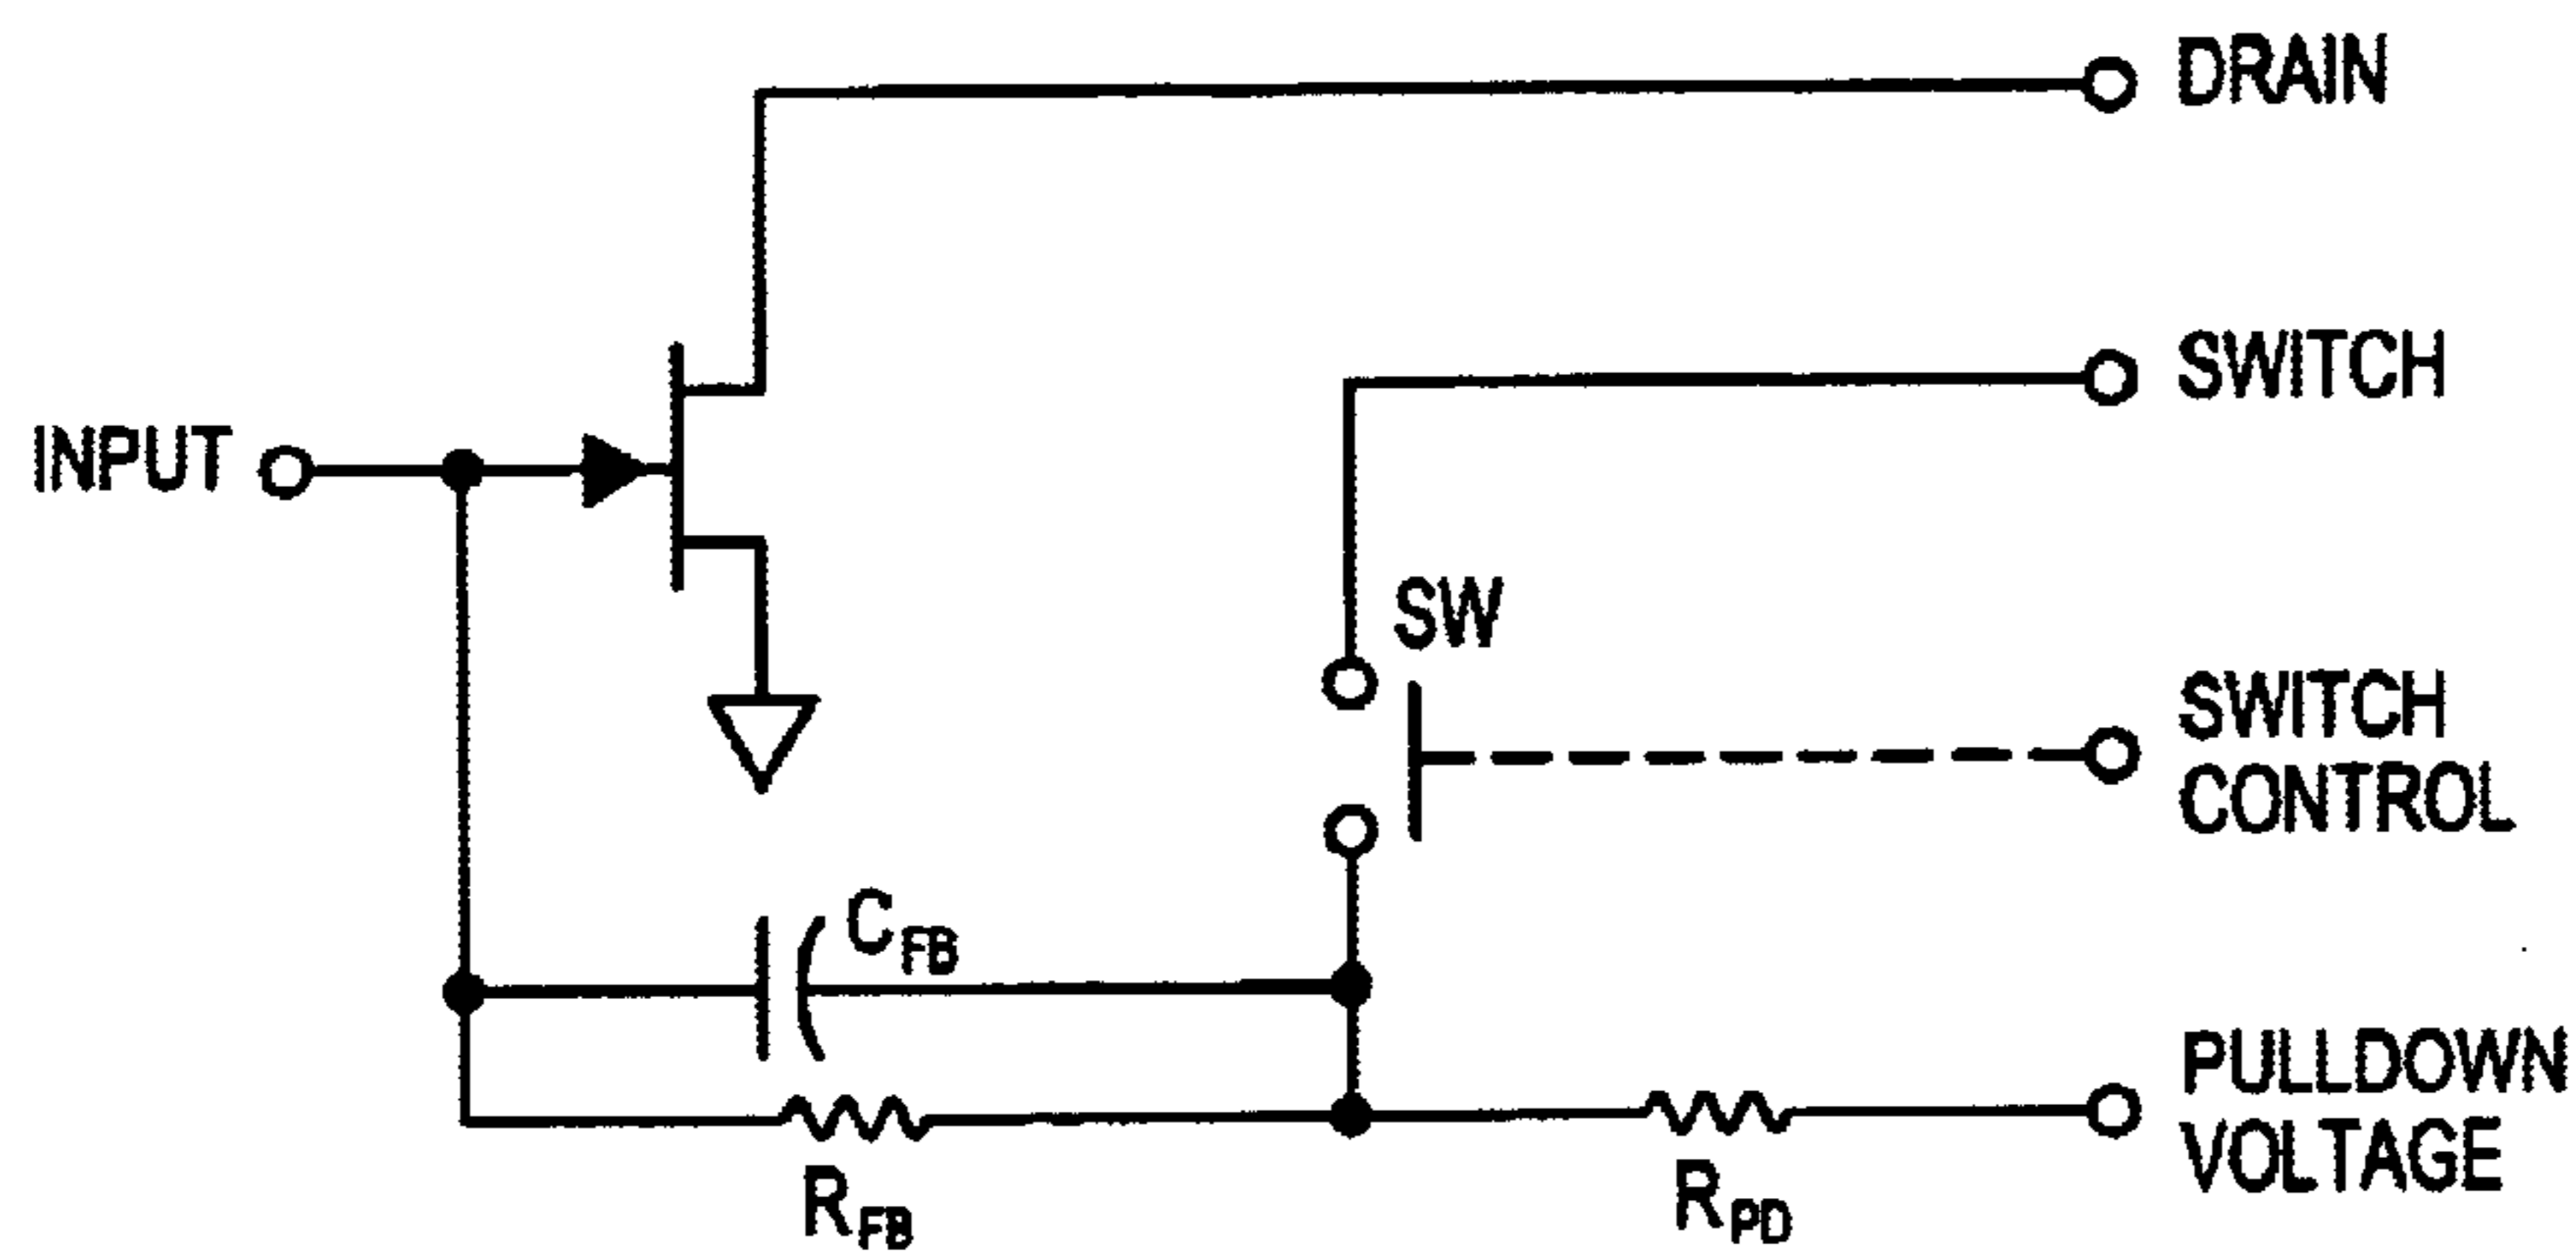 DRAIN
SWITCH
INPUT
SW
SWITCH
CONTROL
CFB
PULLDOWN
VOLTAGE
RFB
RPD